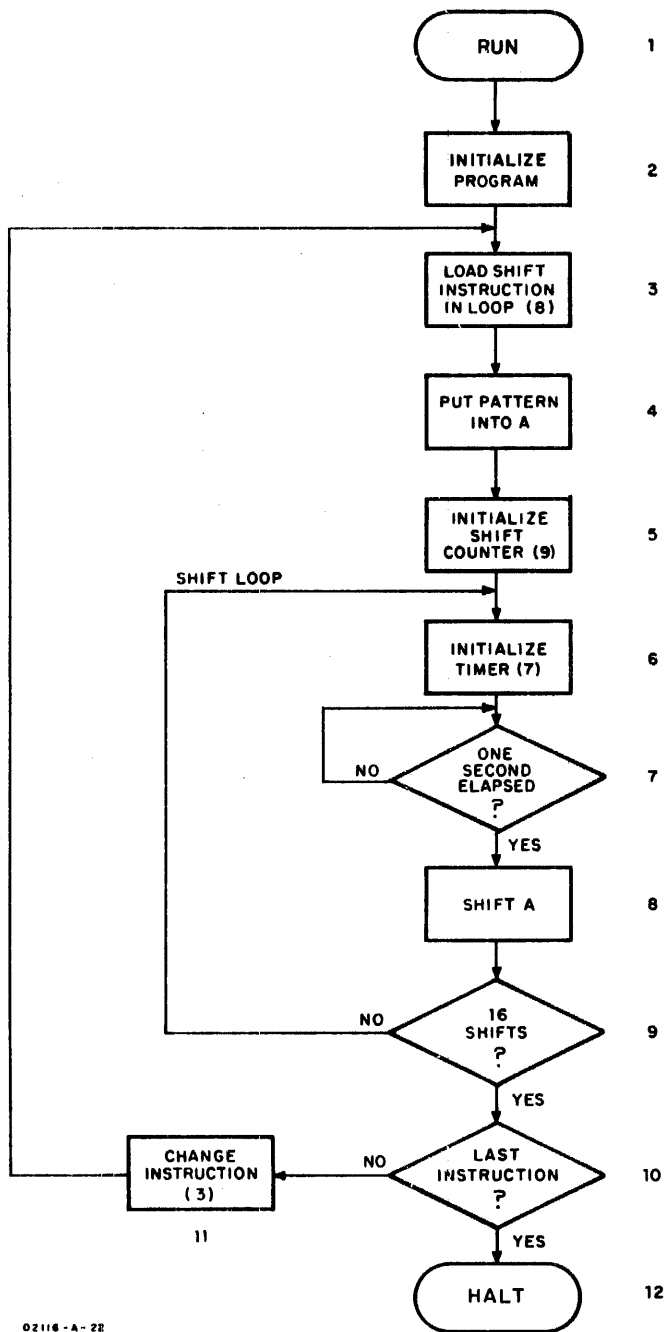 RUN
1
INITIALIZE
PROGRAM
2
LOAD SHIFT
INSTRUCTION
IN LOOP (8)
3
PUT PATTERN
INTO A
4
INITIALIZE
SHIFT
COUNTER (9)
5
SHIFT LOOP
INITIALIZE
TIMER (7)
6
ONE
SECOND
ELAPSED
?
NO
7
YES
SHIFT A
8
16
SHIFTS
?
NO
9
YES
LAST
INSTRUCTION
?
NO
10
CHANGE
INSTRUCTION
(3)
11
YES
HALT
12
02116-A-22